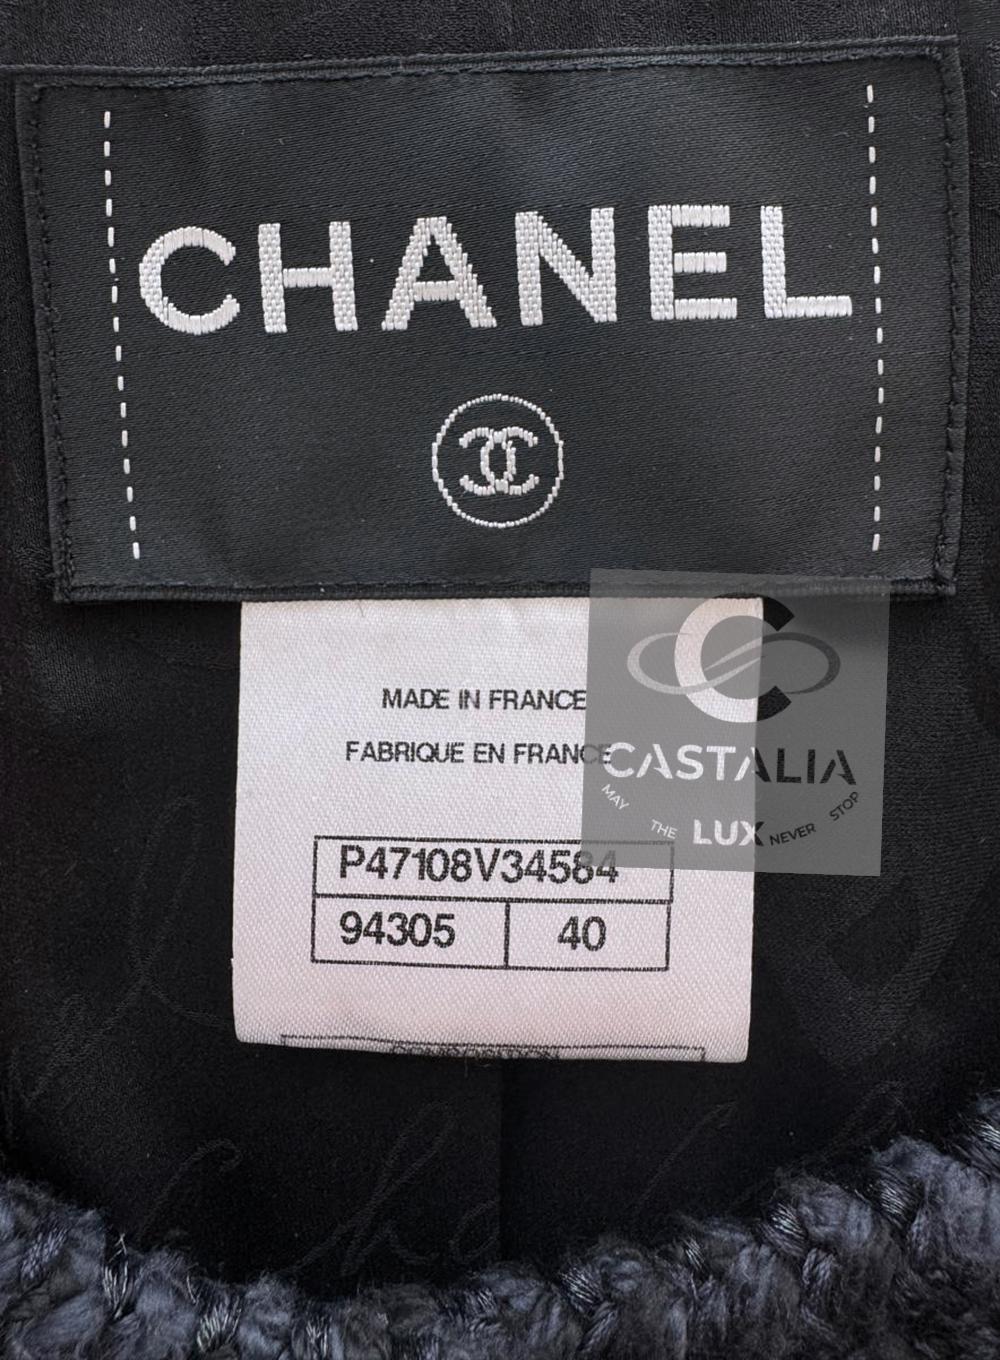 CHANEL
MADE IN FRANCE
FABRIQUE EN FRANCE
CASTALIA
MAY THE LUX NEVER STOP
P47108V34584
94305 40